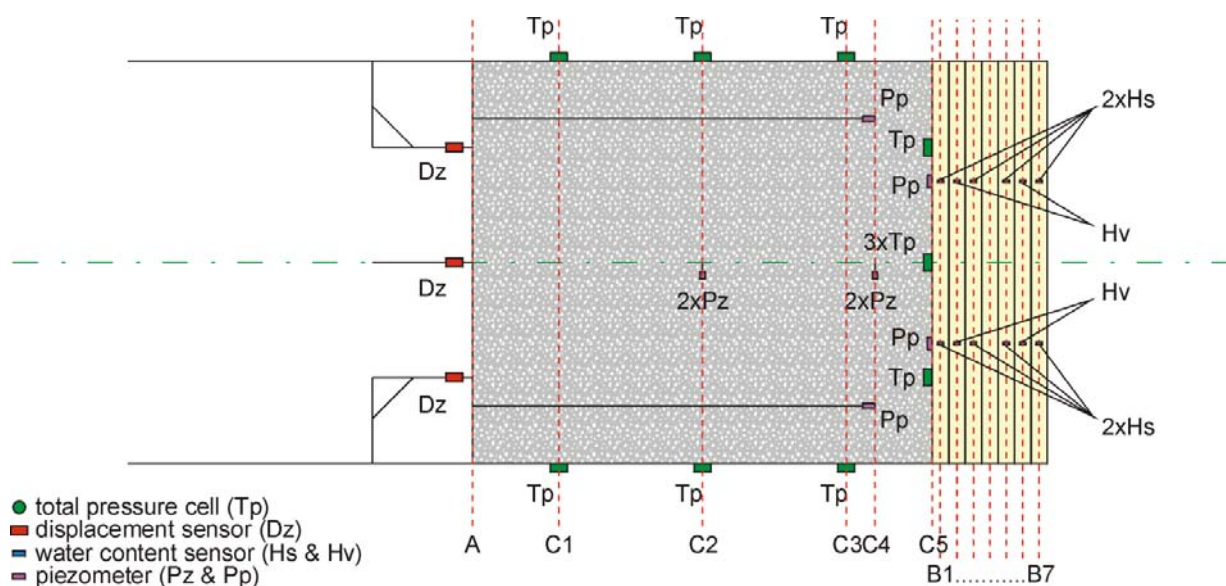 Tp Tp Tp
Pp
2xHs
Tp
Dz
Pp
Hv
3xTp
Dz
2xPz 2xPz
Hv
Pp
Tp
Dz
Pp
2xHs
Tp Tp Tp
total pressure cell (Tp)
displacement sensor (Dz)
water content sensor (Hs & Hv)
piezometer (Pz & Pp)
A C1 C2 C3 C4 C5
B1............B7